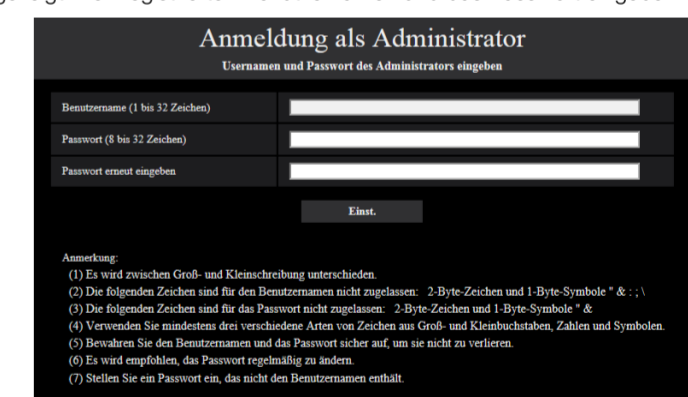 Anmeldung als Administrator
Usernamen und Passwort des Administrators eingeben
Benutzername (1 bis 32 Zeichen)
Passwort (8 bis 32 Zeichen)
Passwort erneut eingeben
Einst.
Anmerkung:
(1) Es wird zwischen Groß- und Kleinschreibung unterschieden.
(2) Die folgenden Zeichen sind für den Benutzernamen nicht zugelassen: 2-Byte-Zeichen und 1-Byte-Symbole " & : ; \
(3) Die folgenden Zeichen sind für das Passwort nicht zugelassen: 2-Byte-Zeichen und 1-Byte-Symbole " &
(4) Verwenden Sie mindestens drei verschiedene Arten von Zeichen aus Groß- und Kleinbuchstaben, Zahlen und Symbolen.
(5) Bewahren Sie den Benutzernamen und das Passwort sicher auf, um sie nicht zu verlieren.
(6) Es wird empfohlen, das Passwort regelmäßig zu ändern.
(7) Stellen Sie ein Passwort ein, das nicht den Benutzernamen enthält.